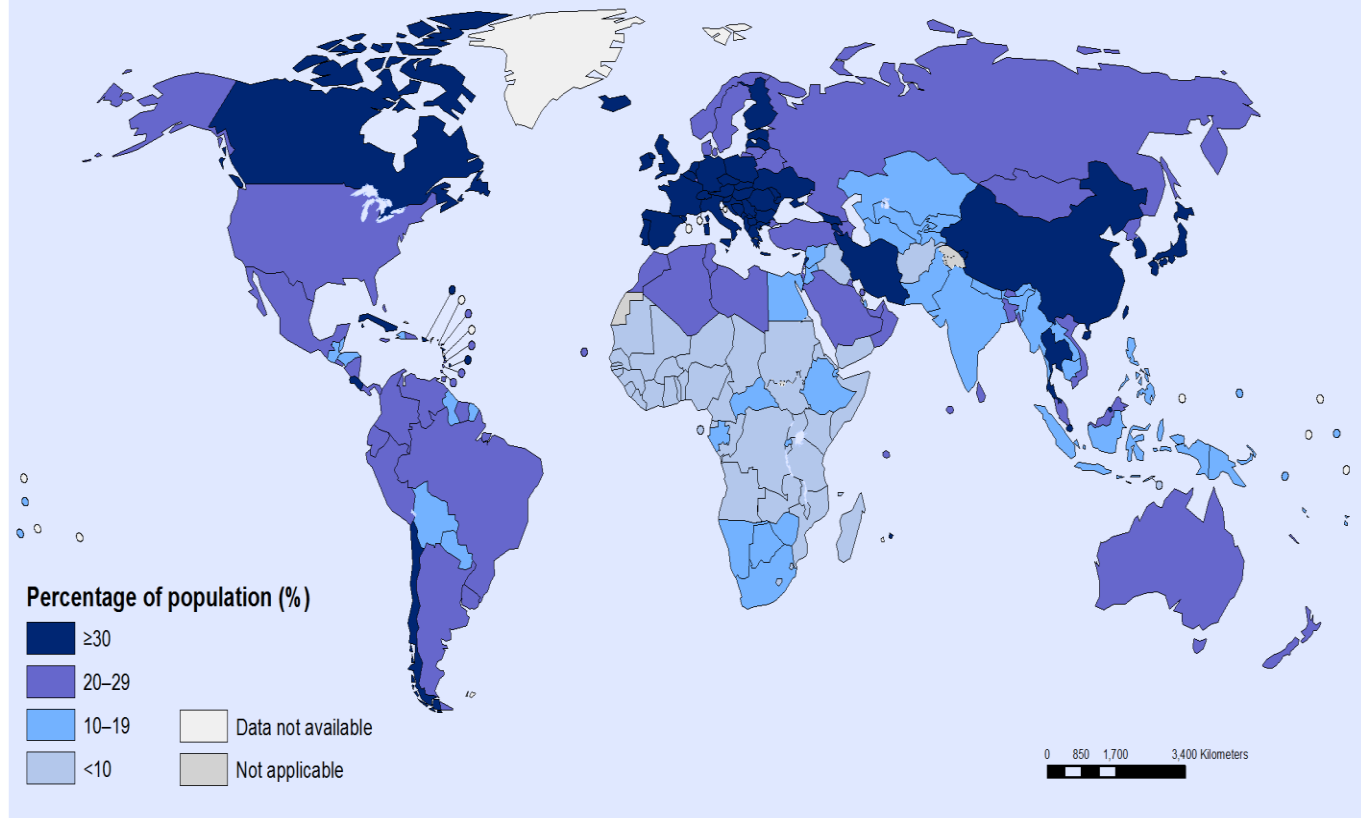 Percentage of population (%)
≥30
20–29
10–19
<10
Data not available
Not applicable
0 850 1,700 3,400 Kilometers